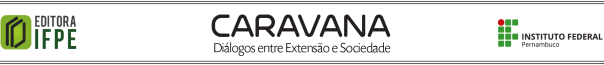 EDITORA
IFPE
CARAVANA
Diálogos entre Extensão e Sociedade
INSTITUTO FEDERAL
Pernambuco